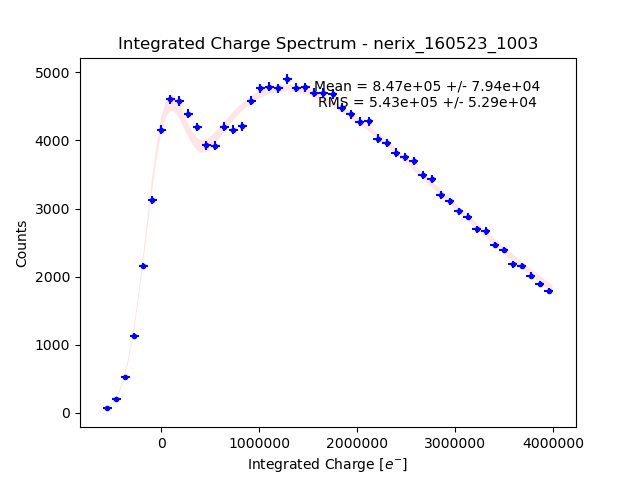 Integrated Charge Spectrum - nerix_160523_1003
Mean = 8.47e+05 +/- 7.94e+04
RMS = 5.43e+05 +/- 5.29e+04
Counts
5000
4000
3000
2000
1000
0
0 1000000 2000000 3000000 4000000
Integrated Charge [e⁻]